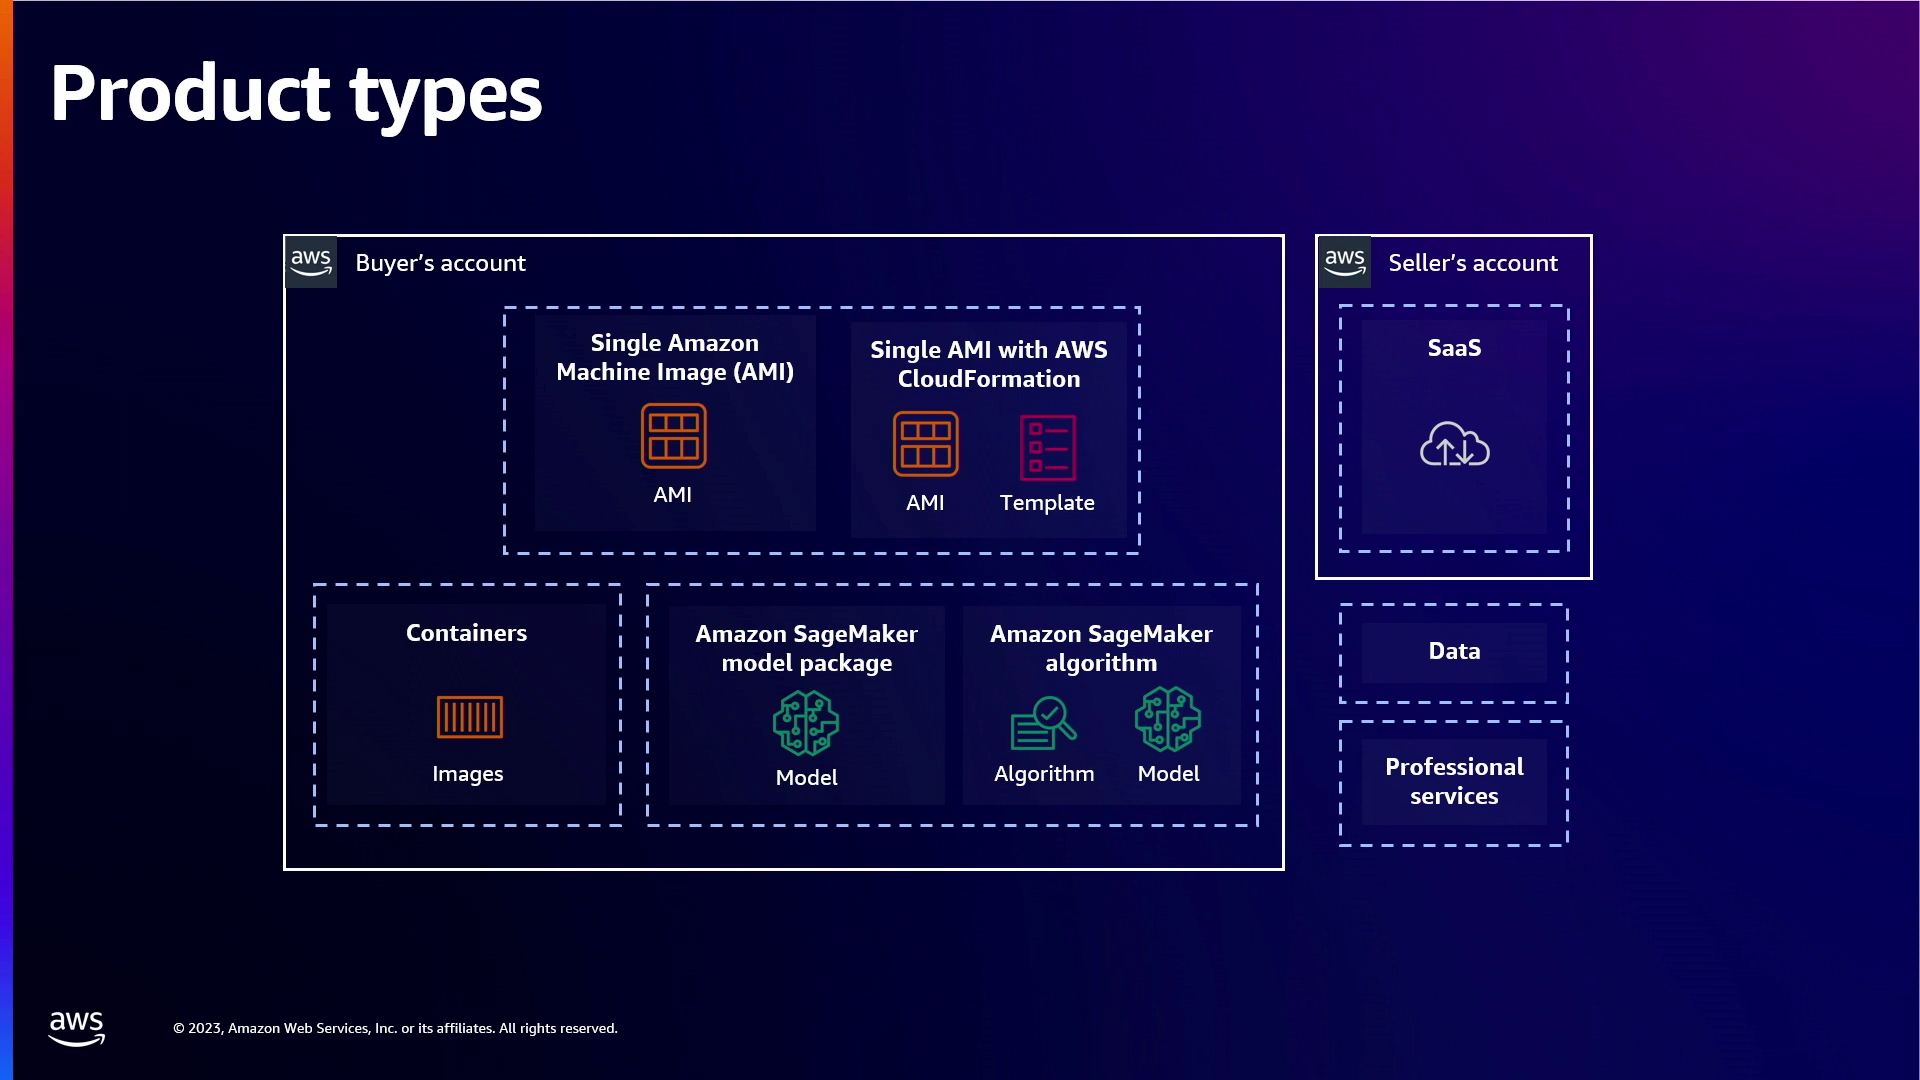 Product types
aws
Buyer’s account
Single Amazon
Machine Image (AMI)
AMI
Single AMI with AWS
CloudFormation
AMI
Template
Containers
Images
Amazon SageMaker
model package
Model
Amazon SageMaker
algorithm
Algorithm
Model
aws
Seller’s account
SaaS
Data
Professional
services
aws
© 2023, Amazon Web Services, Inc. or its affiliates. All rights reserved.